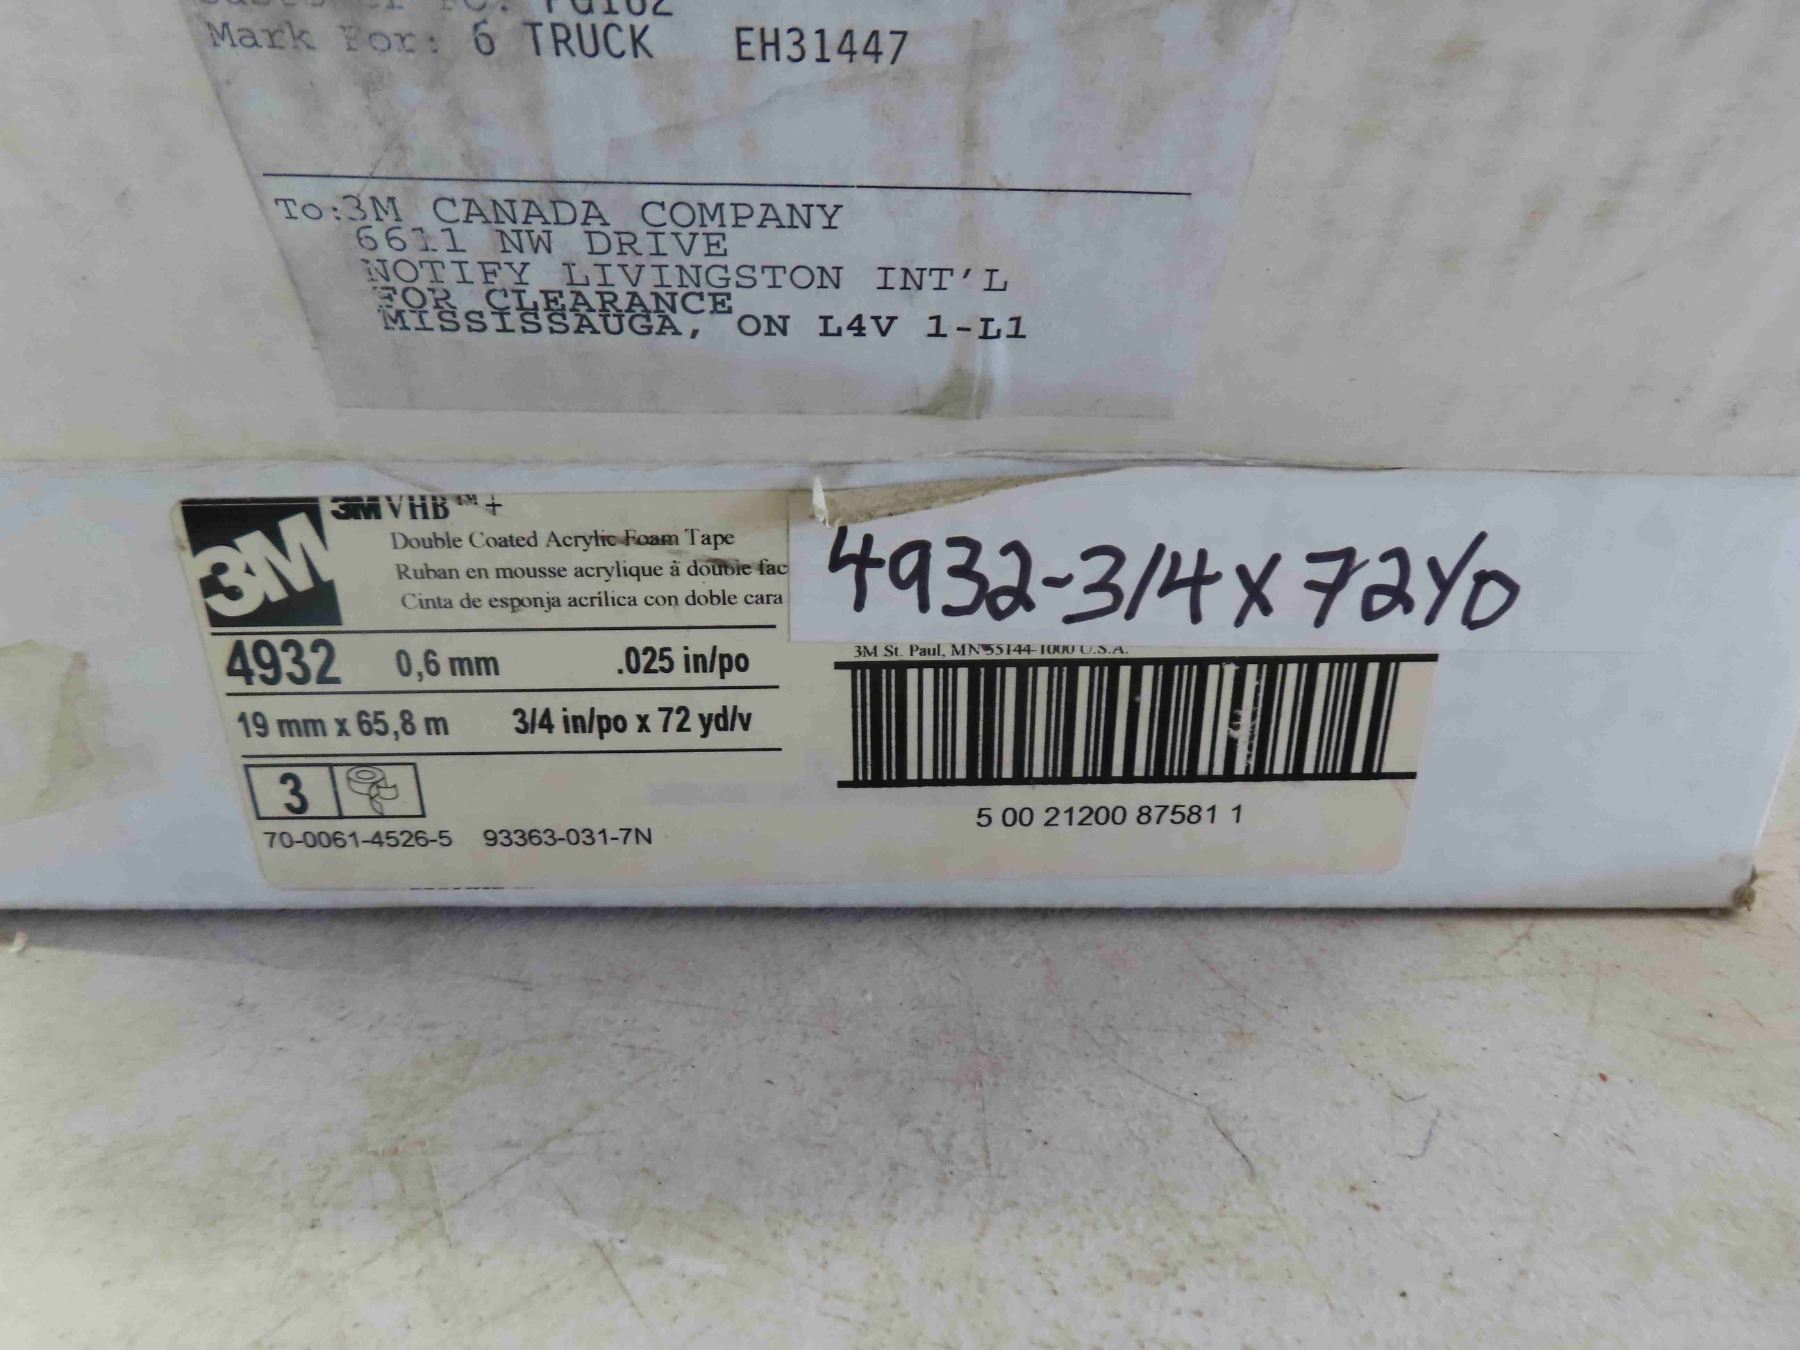 Mark For: 6 TRUCK EH31447
To:3M CANADA COMPANY
6611 NW DRIVE
NOTIFY LIVINGSTON INT'L
FOR CLEARANCE
MISSISSAUGA, ON L4V 1-L1
3M
3M VHB™+
Double Coated Acrylic Foam Tape
Ruban en mousse acrylique à double fac
Cinta de esponja acrílica con doble cara
4932-3/4 X 72YD
4932 0,6 mm .025 in/po
19 mm x 65,8 m 3/4 in/po x 72 yd/v
3
70-0061-4526-5 93363-031-7N
3M St. Paul, MN 55144-1000 U.S.A.
5 00 21200 87581 1